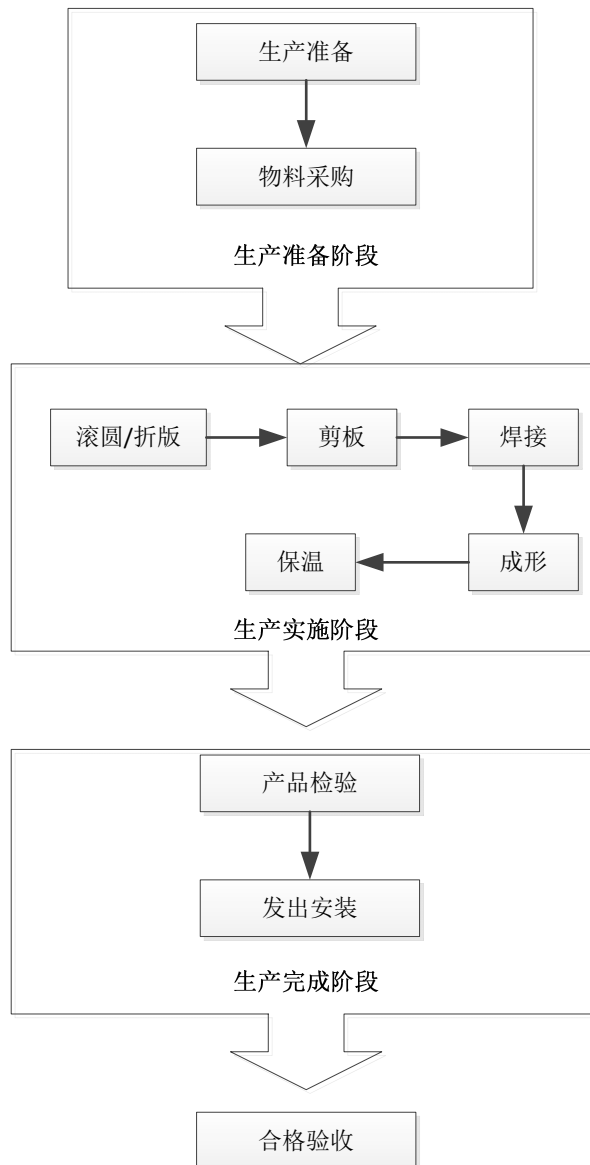 生产准备
物料采购
生产准备阶段
滚圆/折版
剪板
焊接
成形
保温
生产实施阶段
产品检验
发出安装
生产完成阶段
合格验收